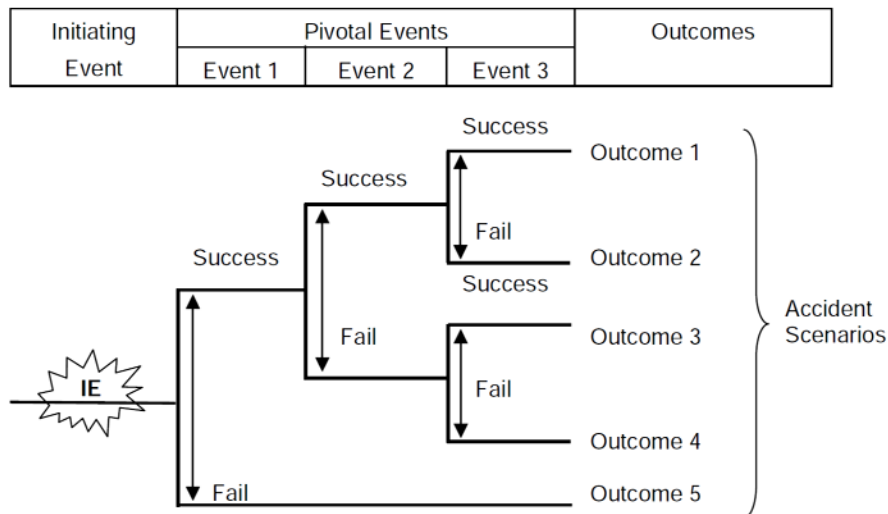 Initiating Event
Pivotal Events
Outcomes
Event 1
Event 2
Event 3
Success
Outcome 1
Success
Fail
Success
Outcome 2
Success
Fail
Outcome 3
Accident
Scenarios
IE
Fail
Outcome 4
Fail
Outcome 5